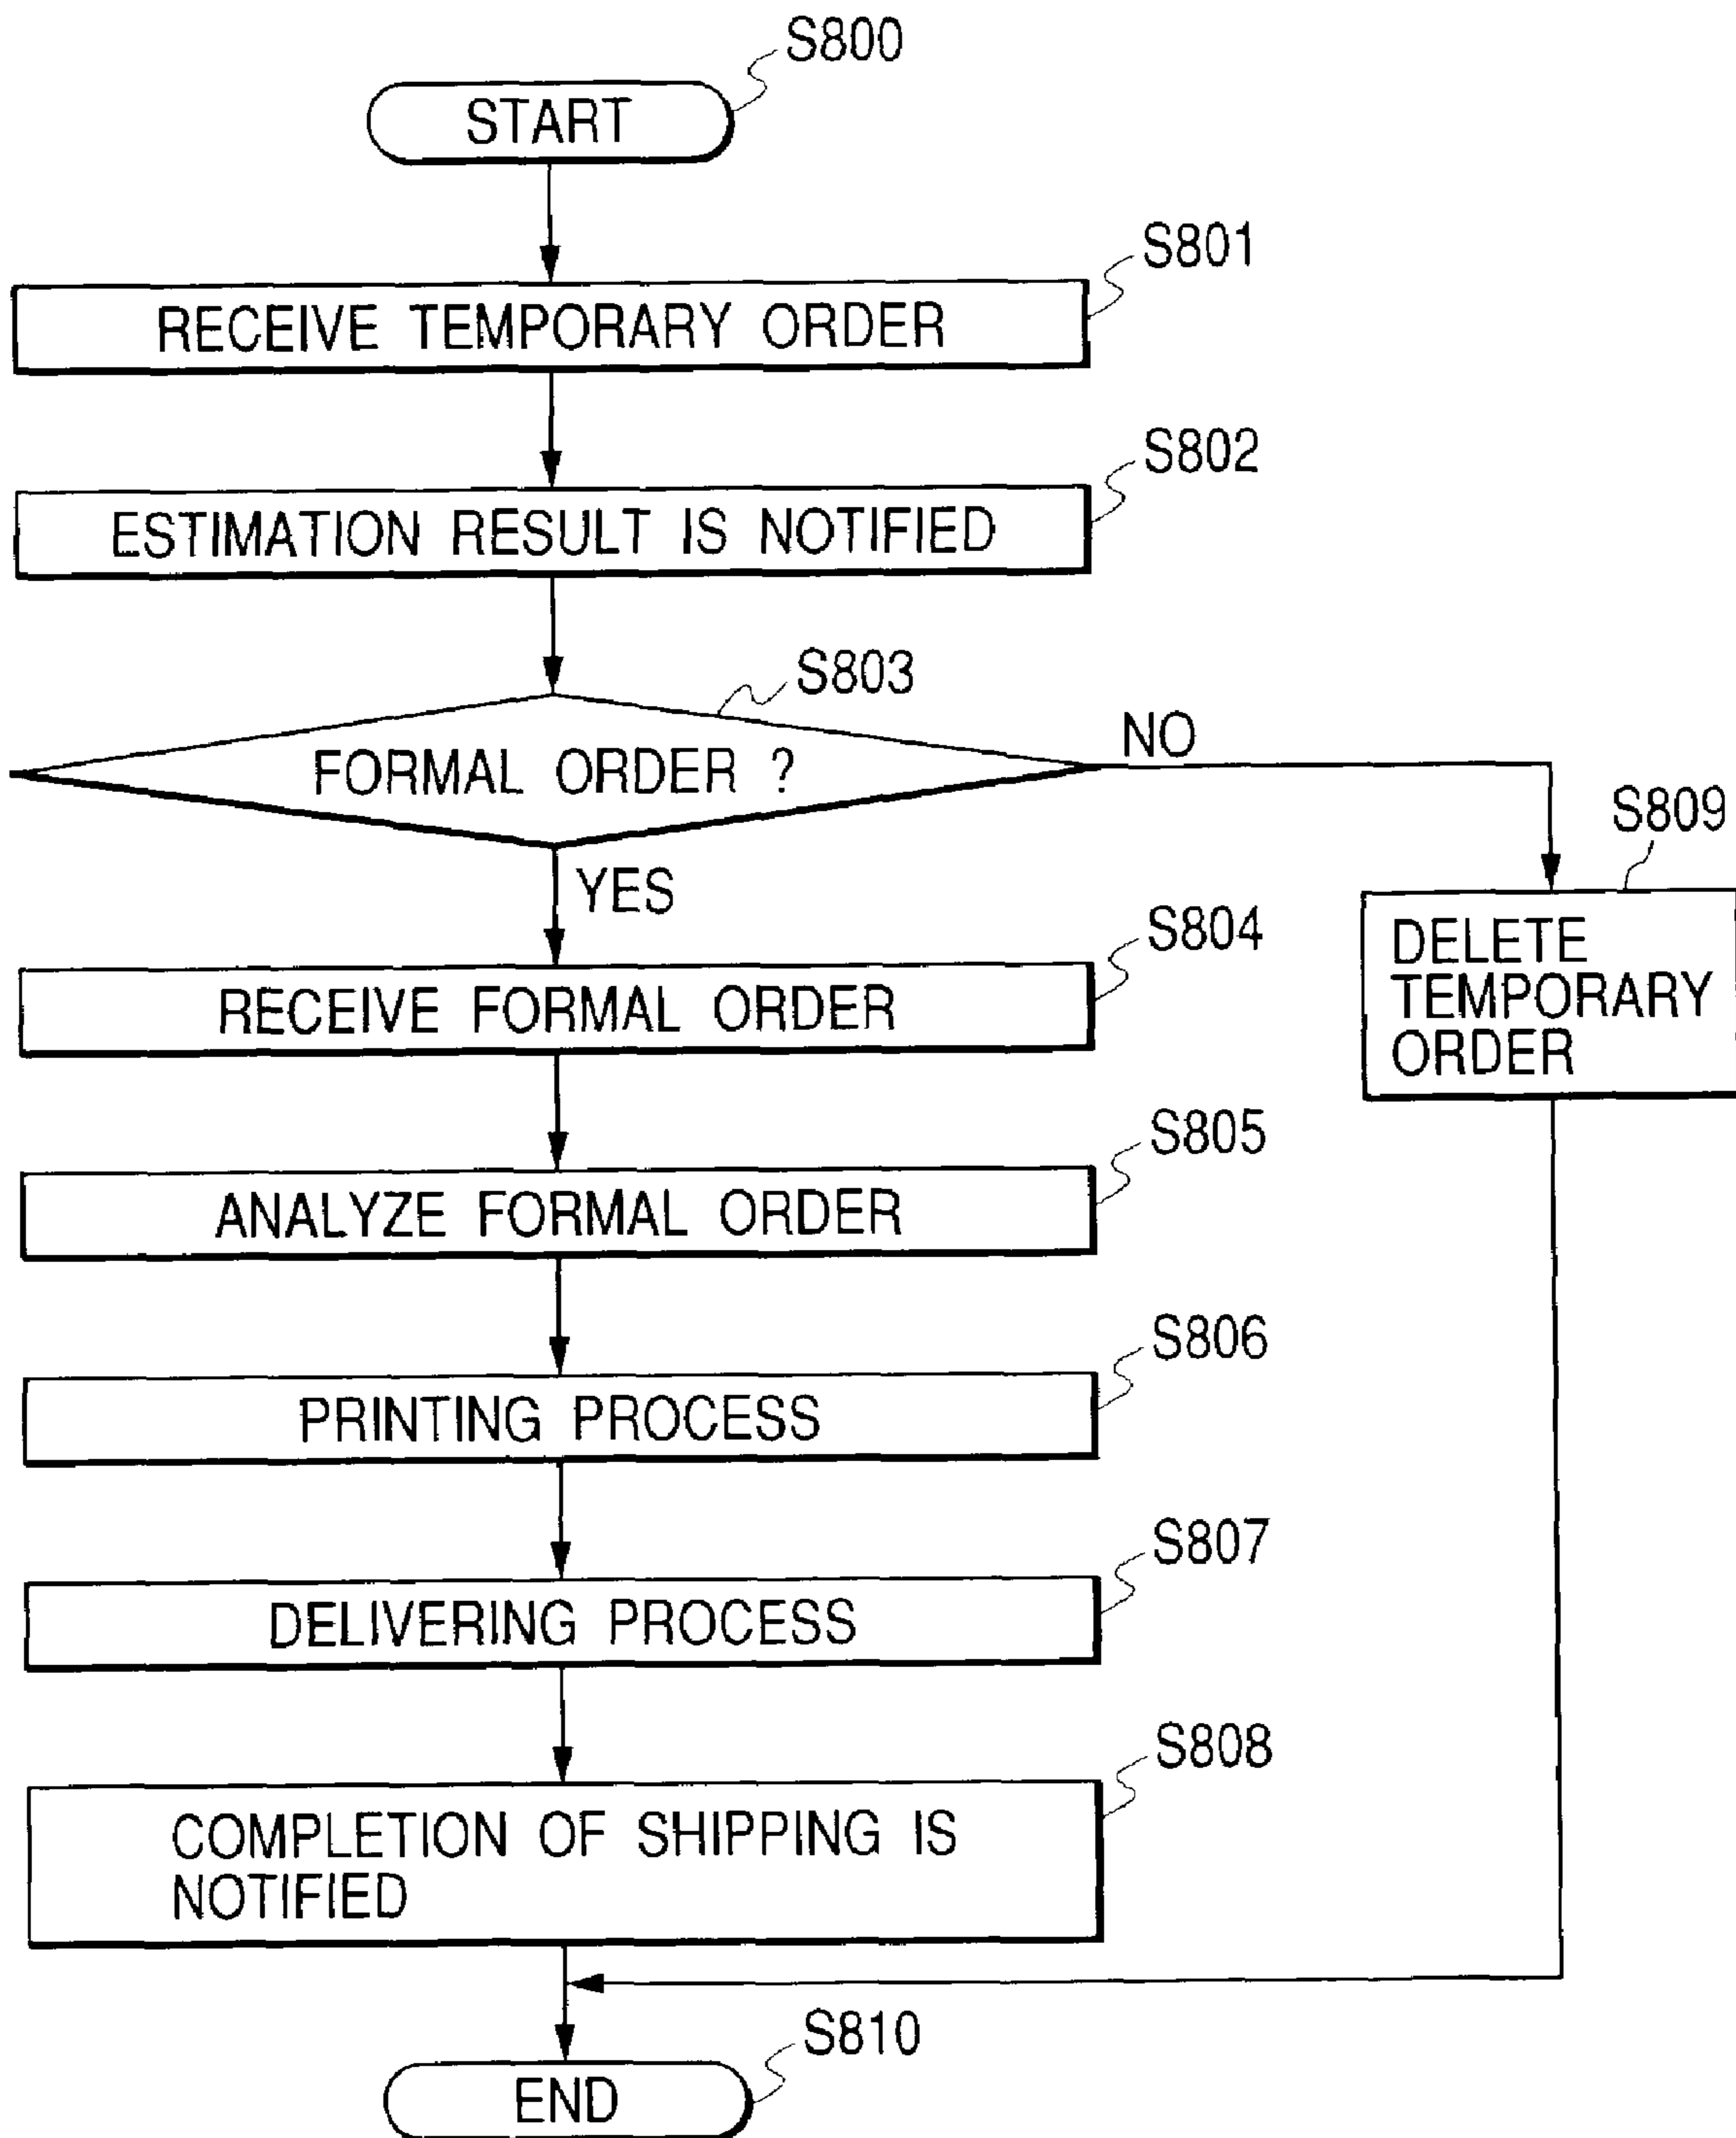 S800
START
S801
RECEIVE TEMPORARY ORDER
S802
ESTIMATION RESULT IS NOTIFIED
S803
FORMAL ORDER ?
NO
YES
S809
DELETE
TEMPORARY
ORDER
S804
RECEIVE FORMAL ORDER
S805
ANALYZE FORMAL ORDER
S806
PRINTING PROCESS
S807
DELIVERING PROCESS
S808
COMPLETION OF SHIPPING IS
NOTIFIED
S810
END